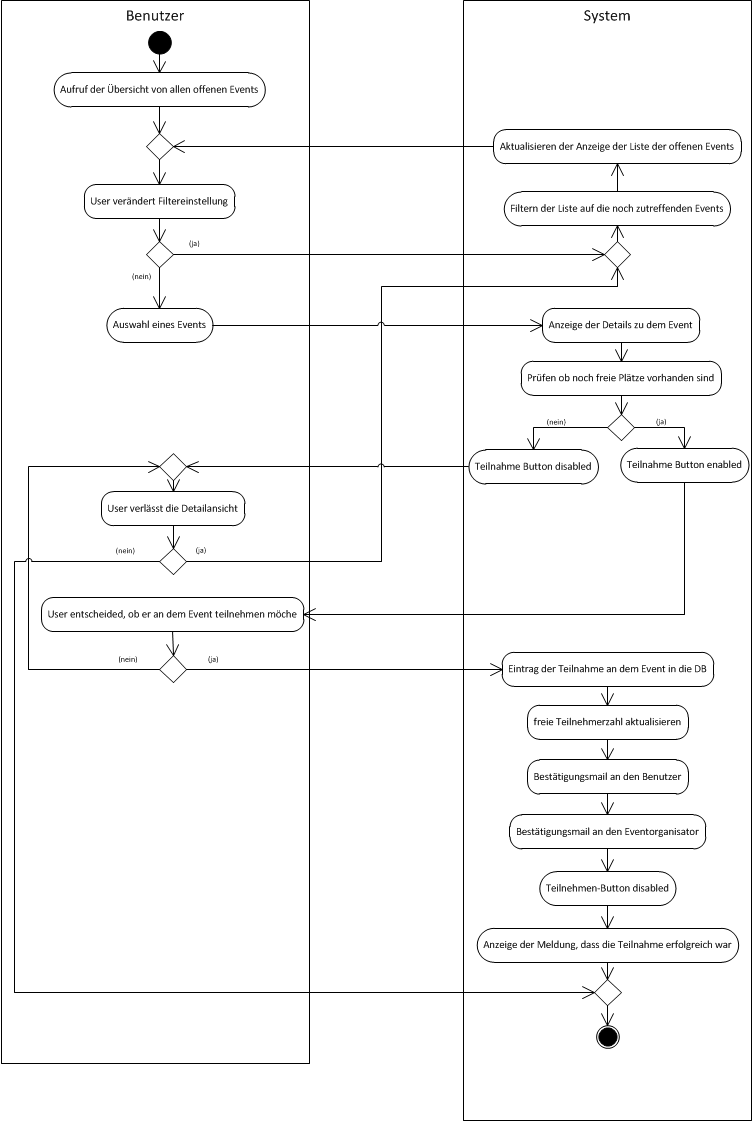 Benutzer
System
Aufruf der Übersicht von allen offenen Events
Aktualisieren der Anzeige der Liste der offenen Events
User verändert Filtereinstellung
Filtern der Liste auf die noch zutreffenden Events
(ja)
(nein)
Auswahl eines Events
Anzeige der Details zu dem Event
Prüfen ob noch freie Plätze vorhanden sind
(nein)
(ja)
Teilnahme Button disabled
Teilnahme Button enabled
User verlässt die Detailansicht
(nein)
(ja)
User entscheided, ob er an dem Event teilnehmen möche
(nein)
(ja)
Eintrag der Teilnahme an dem Event in die DB
freie Teilnehmerzahl aktualisieren
Bestätigungsmail an den Benutzer
Bestätigungsmail an den Eventorganisator
Teilnehmen-Button disabled
Anzeige der Meldung, dass die Teilnahme erfolgreich war